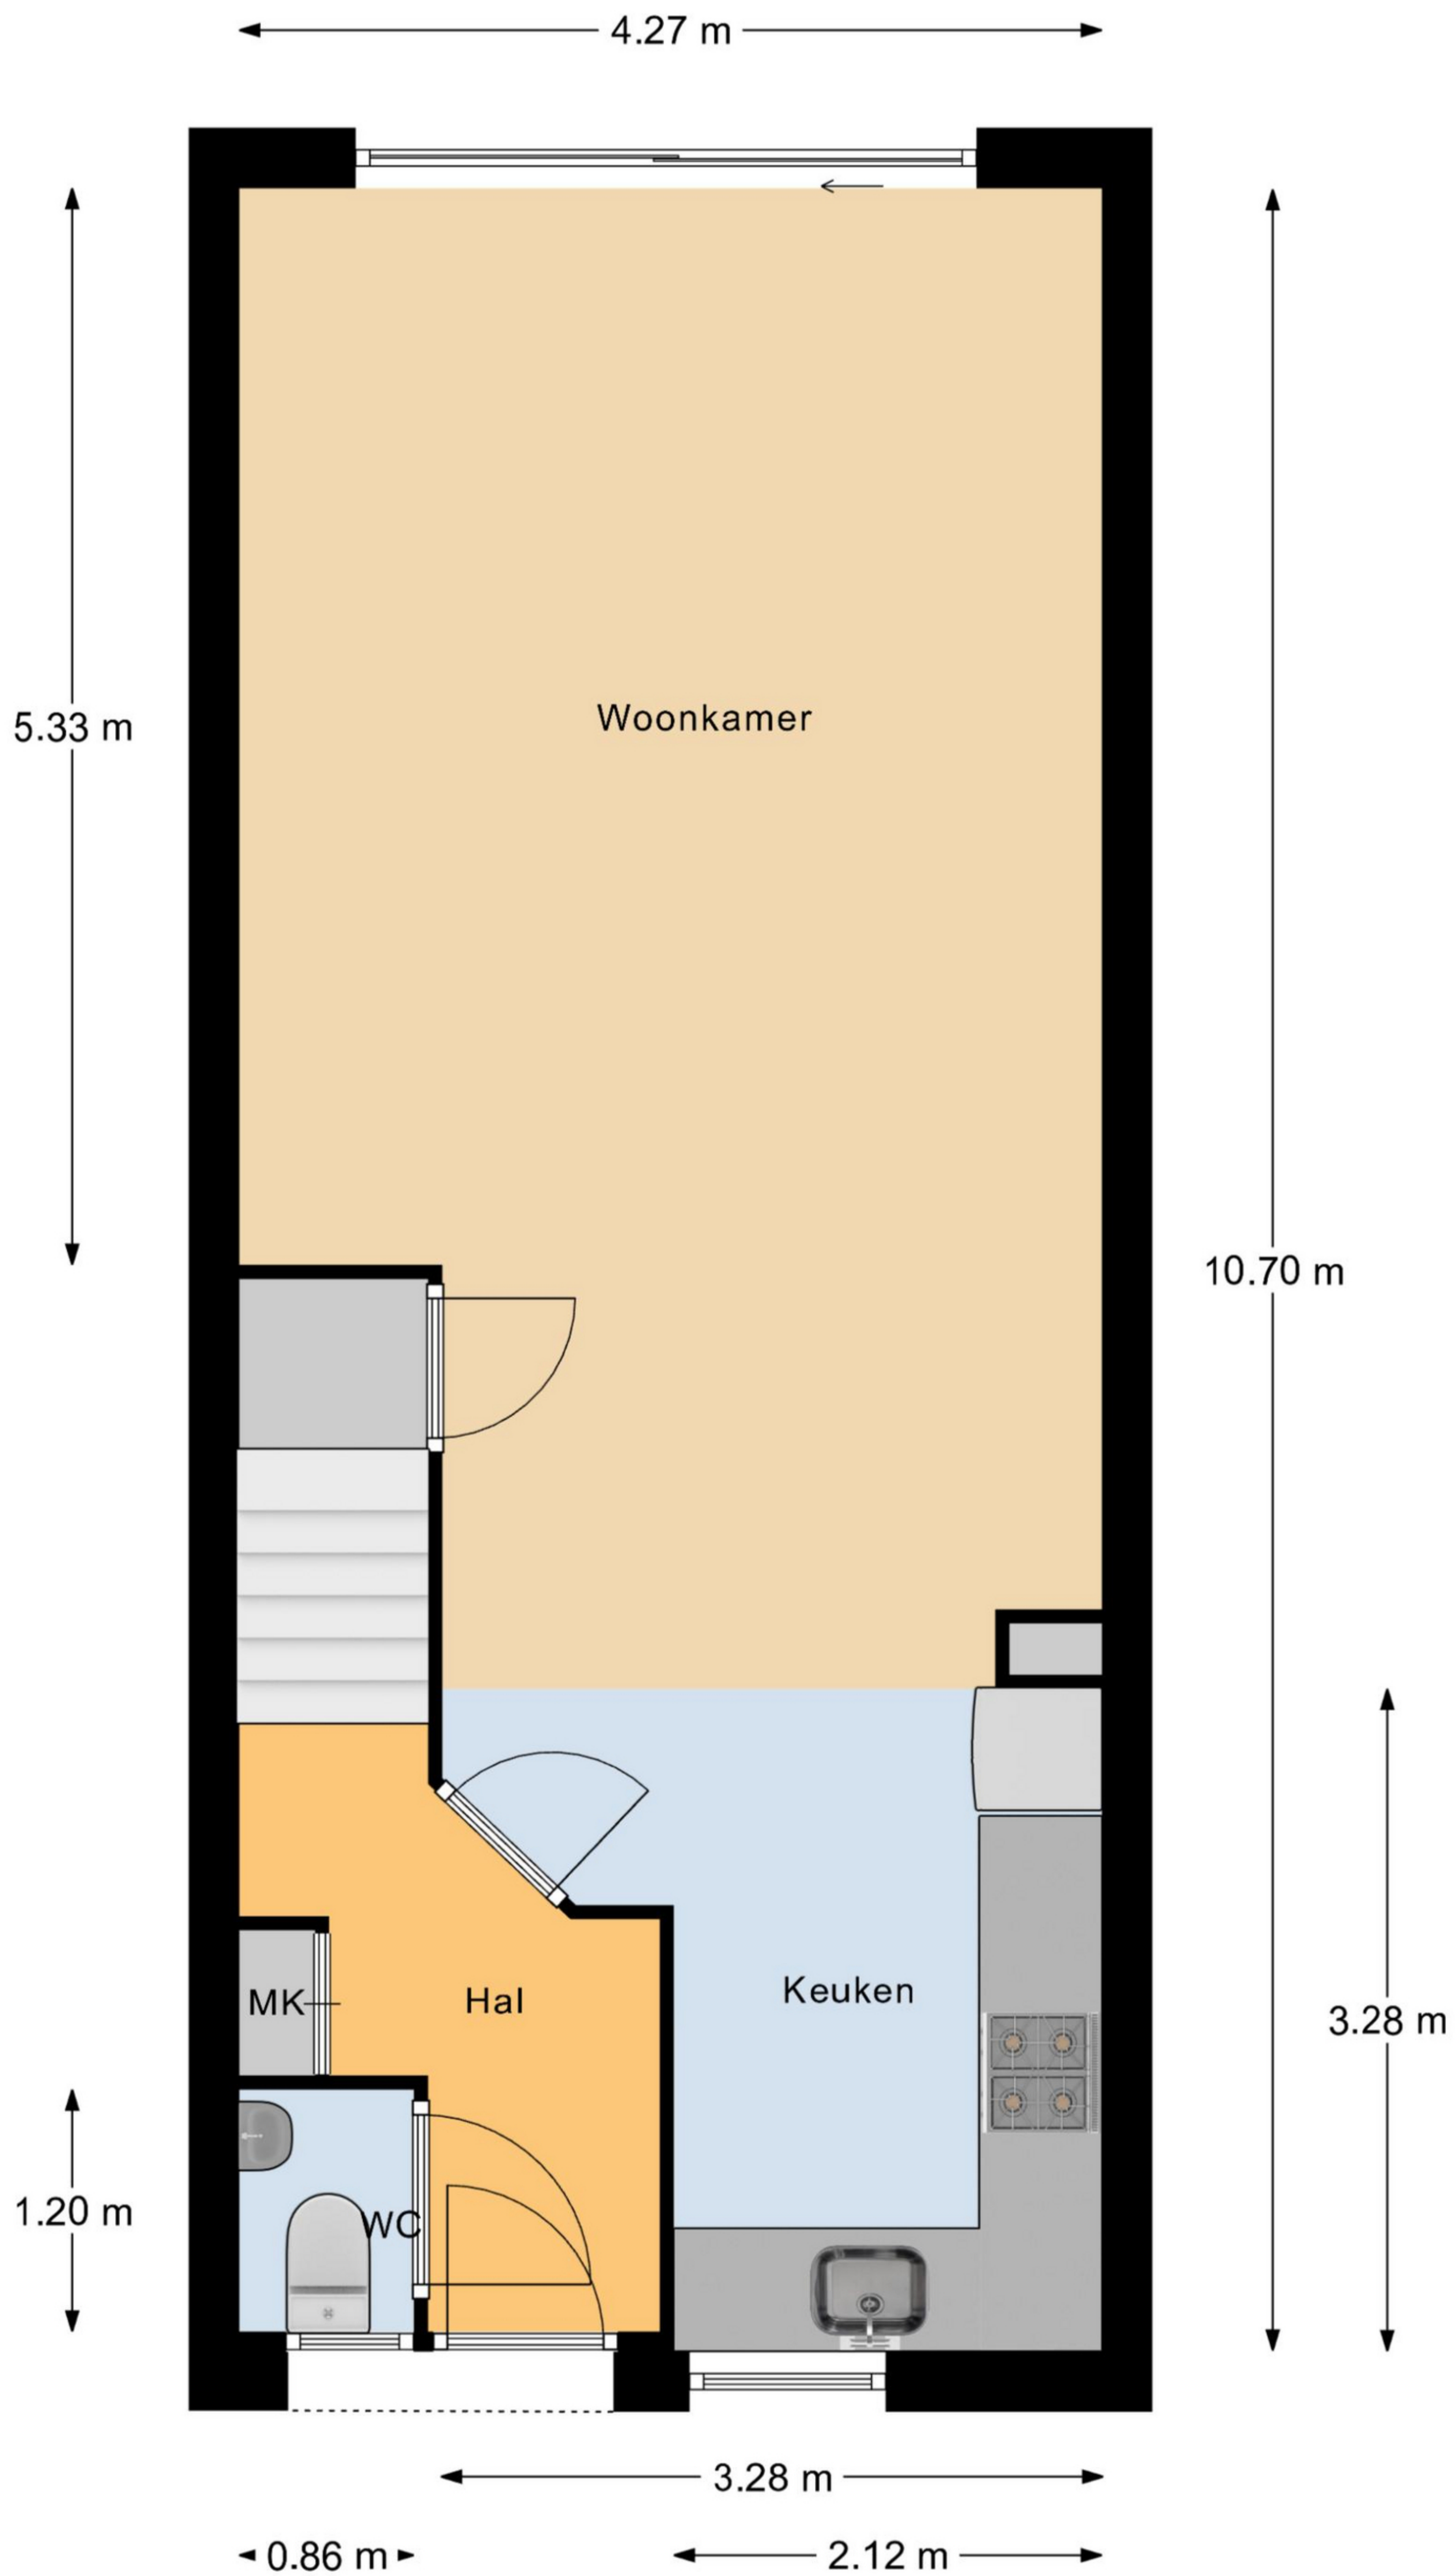 4.27 m
5.33 m
Woonkamer
10.70 m
Keuken
MK
Hal
3.28 m
1.20 m
WC
3.28 m
0.86 m
2.12 m